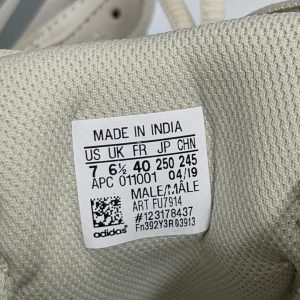 MADE IN INDIA
US UK FR JP CHN
7 6½ 40 250 245
APC 011001 04/19
MALE/MÂLE
ART FU7914
#123178437
Fn392Y3R03913
adidas